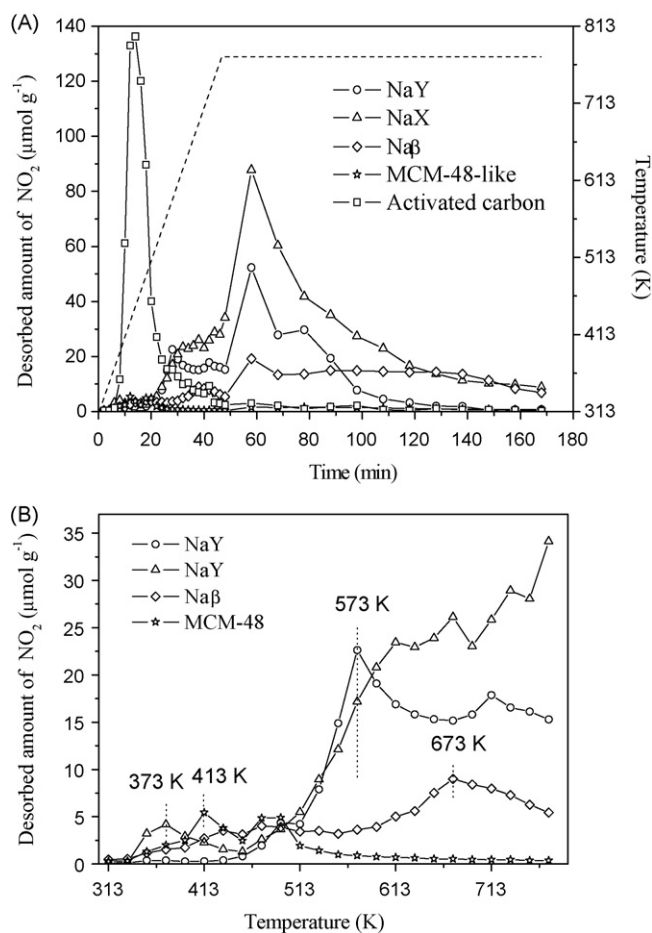 (A)
140
120
100
80
60
40
20
0
Desorbed amount of NO₂ (μmol g⁻¹)
NaY
NaX
Naβ
MCM-48-like
Activated carbon
813
713
613
513
413
313
Temperature (K)
0 20 40 60 80 100 120 140 160 180
Time (min)
(B)
35
30
25
20
15
10
5
0
Desorbed amount of NO₂ (μmol g⁻¹)
NaY
NaY
Naβ
MCM-48
573 K
373 K
413 K
673 K
313 413 513 613 713
Temperature (K)